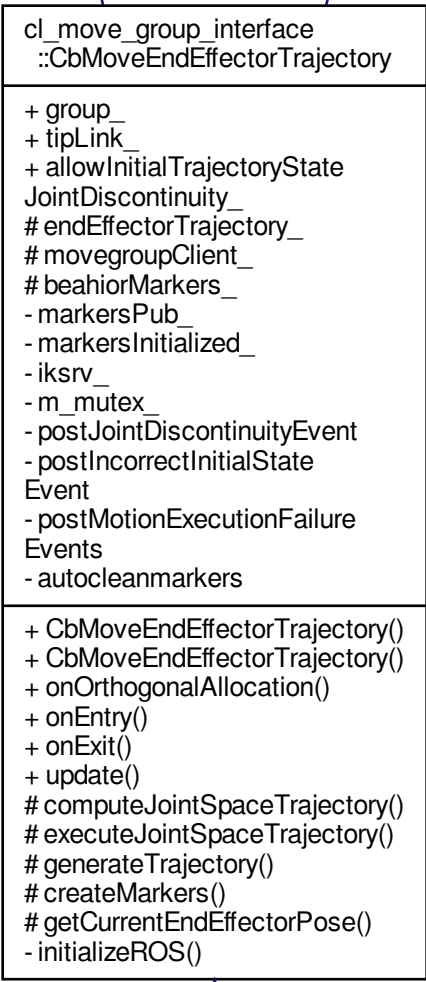 cl_move_group_interface
::CbMoveEndEffectorTrajectory
+ group_
+ tipLink_
+ allowInitialTrajectoryState
JointDiscontinuity_
# endEffectorTrajectory_
# movegroupClient_
# beahiorMarkers_
- markersPub_
- markersInitialized_
- iksrv_
- m_mutex_
- postJointDiscontinuityEvent
- postIncorrectInitialState
Event
- postMotionExecutionFailure
Events
- autocleanmarkers
+ CbMoveEndEffectorTrajectory()
+ CbMoveEndEffectorTrajectory()
+ onOrthogonalAllocation()
+ onEntry()
+ onExit()
+ update()
# computeJointSpaceTrajectory()
# executeJointSpaceTrajectory()
# generateTrajectory()
# createMarkers()
# getCurrentEndEffectorPose()
- initializeROS()